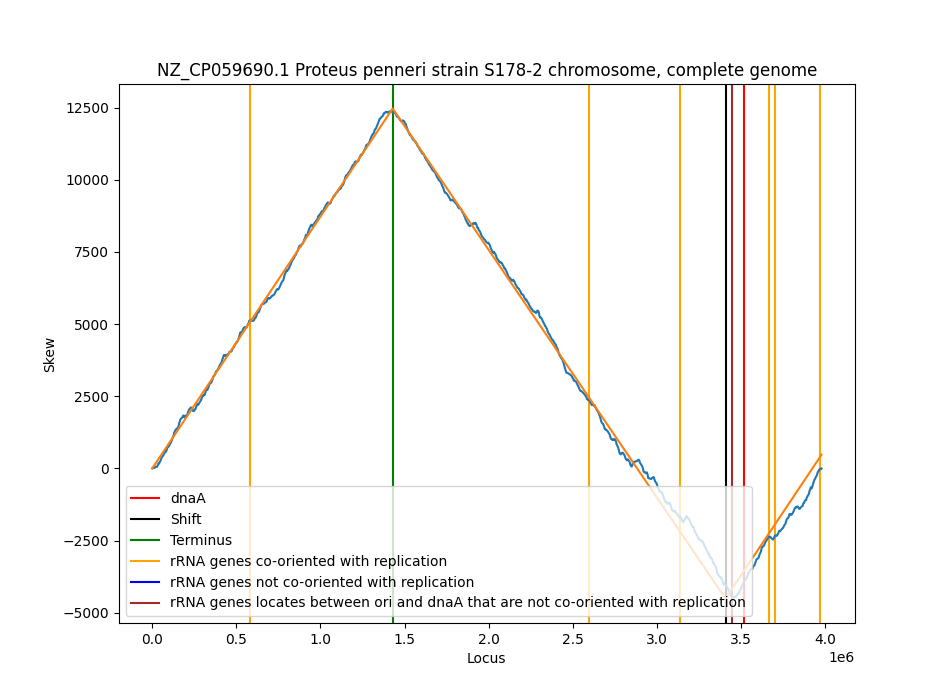 NZ_CP059690.1 Proteus penneri strain S178-2 chromosome, complete genome
12500
10000
7500
5000
2500
0
−2500
−5000
Skew
dnaA
Shift
Terminus
rRNA genes co-oriented with replication
rRNA genes not co-oriented with replication
rRNA genes locates between ori and dnaA that are not co-oriented with replication
0.0 0.5 1.0 1.5 2.0 2.5 3.0 3.5 4.0
1e6
Locus